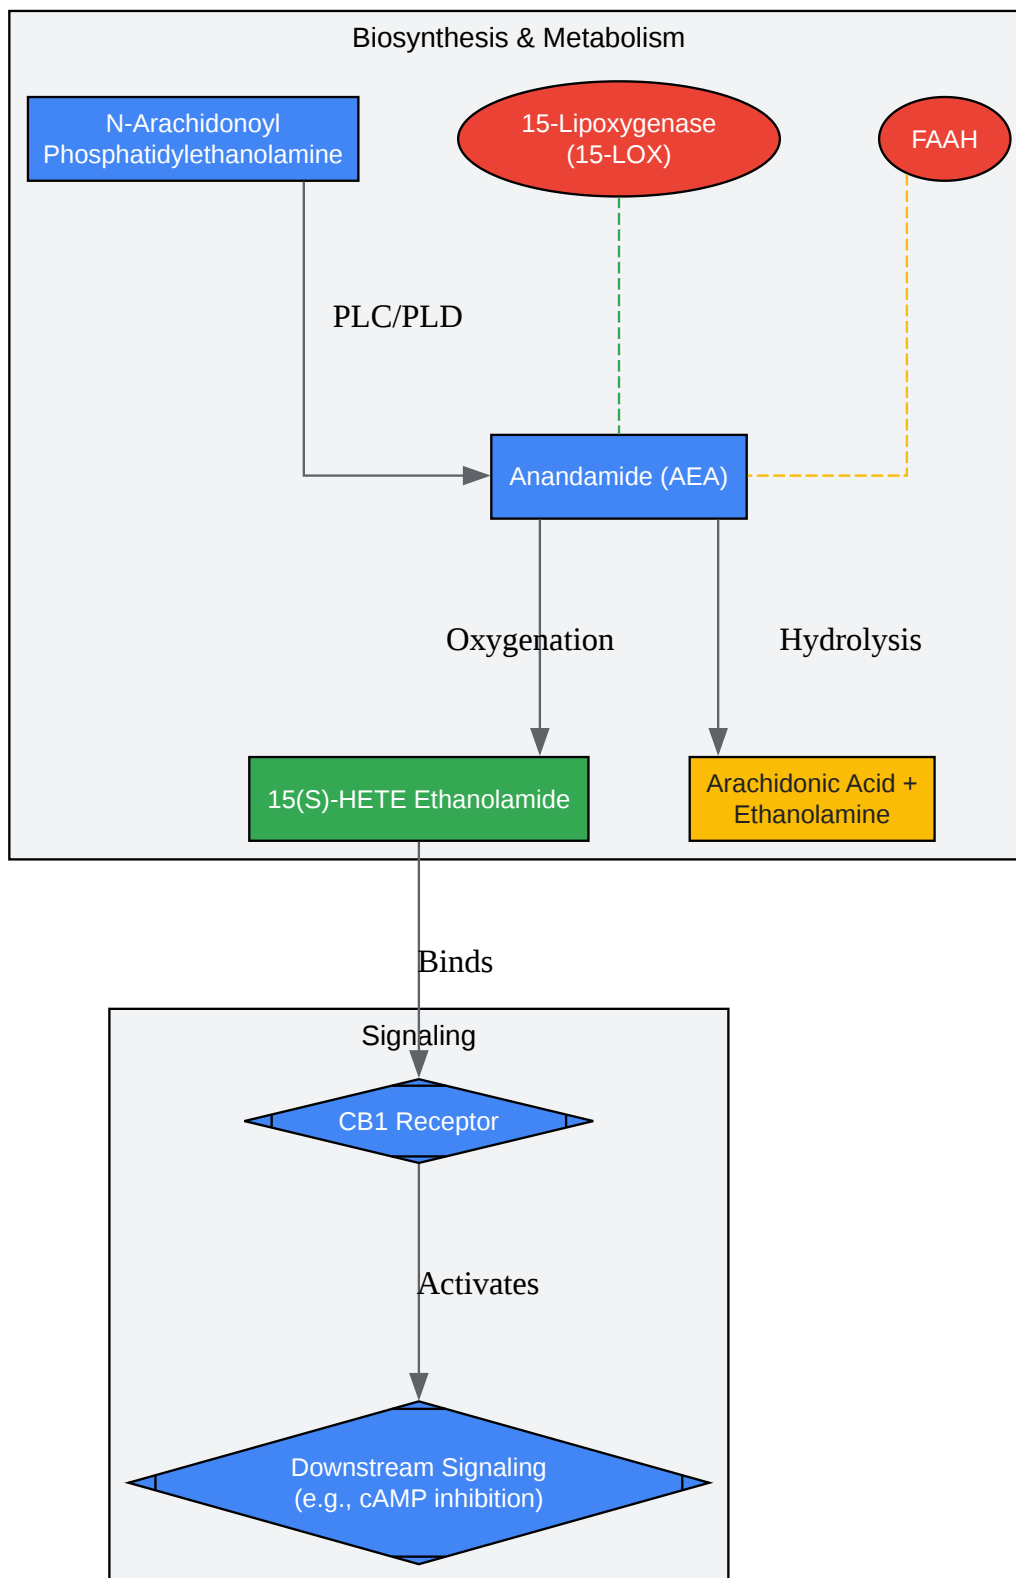 Biosynthesis & Metabolism
N-Arachidonoyl
Phosphatidylethanolamine
15-Lipoxygenase
(15-LOX)
FAAH
PLC/PLD
Anandamide (AEA)
Oxygenation
Hydrolysis
15(S)-HETE Ethanolamide
Arachidonic Acid +
Ethanolamine
Binds
Signaling
CB1 Receptor
Activates
Downstream Signaling
(e.g., cAMP inhibition)